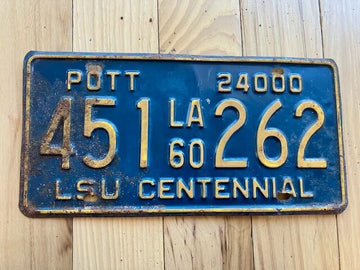 POTT 24000
451 LA 60 262
LSU CENTENNIAL